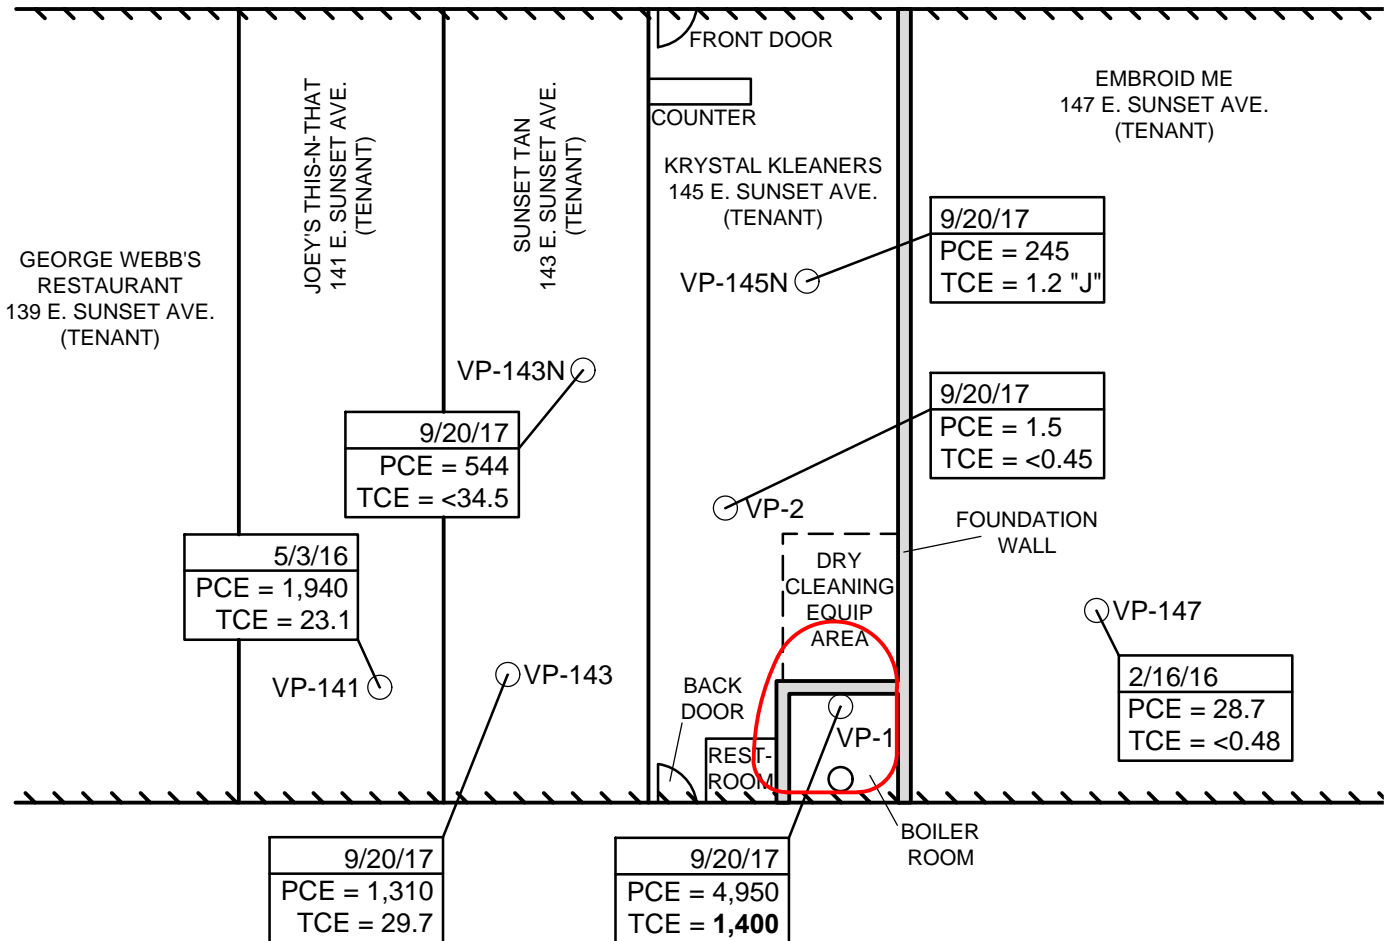 FRONT DOOR
COUNTER
JOEY'S THIS-N-THAT
141 E. SUNSET AVE.
(TENANT)
SUNSET TAN
143 E. SUNSET AVE.
(TENANT)
KRYSTAL KLEANERS
145 E. SUNSET AVE.
(TENANT)
EMBROID ME
147 E. SUNSET AVE.
(TENANT)
GEORGE WEBB'S
RESTAURANT
139 E. SUNSET AVE.
(TENANT)
9/20/17
PCE = 245
TCE = 1.2 "J"
VP-145N
VP-143N
9/20/17
PCE = 544
TCE = <34.5
9/20/17
PCE = 1.5
TCE = <0.45
VP-2
FOUNDATION
WALL
5/3/16
PCE = 1,940
TCE = 23.1
DRY
CLEANING
EQUIP
AREA
VP-147
VP-141
VP-143
BACK
DOOR
2/16/16
PCE = 28.7
TCE = <0.48
VP-1
REST-
ROOM
BOILER
ROOM
9/20/17
PCE = 1,310
TCE = 29.7
9/20/17
PCE = 4,950
TCE = 1,400